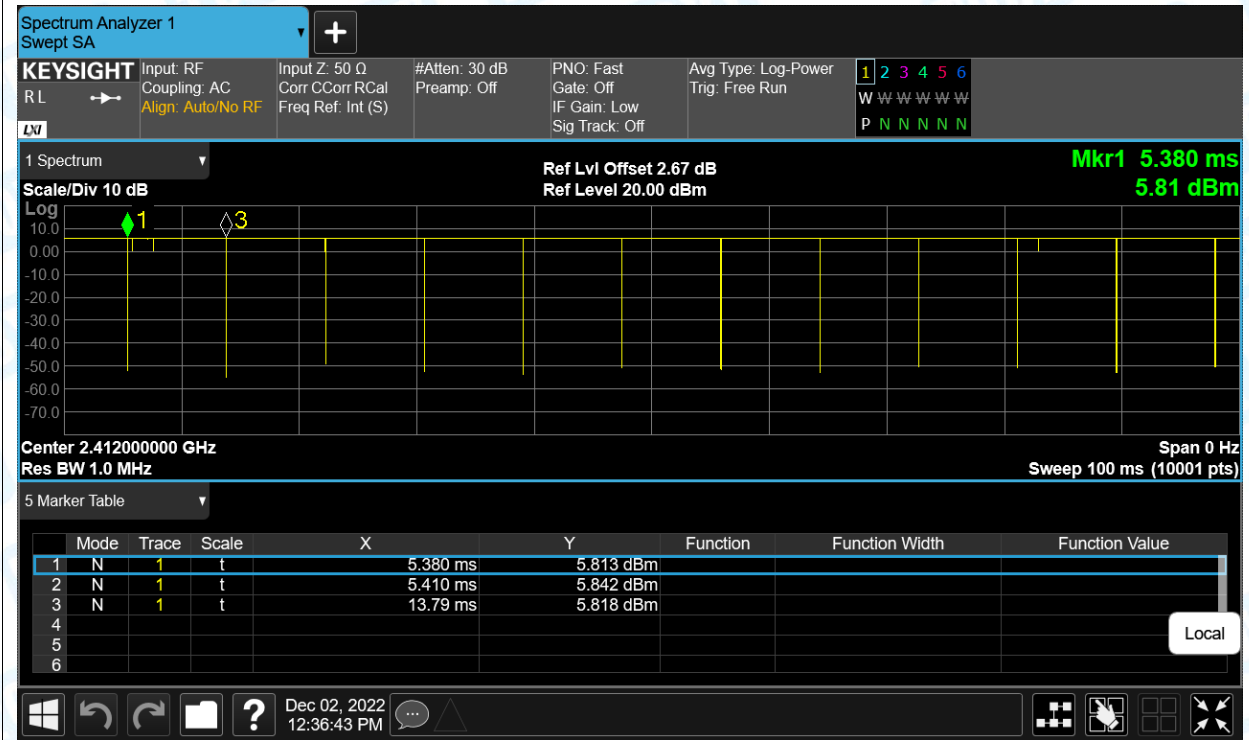 Spectrum Analyzer 1
Swept SA
KEYSIGHT
R L
LXI
Input: RF
Coupling: AC
Align: Auto/No RF
Input Z: 50 Ω
Corr CCorr RCal
Freq Ref: Int (S)
#Atten: 30 dB
Preamp: Off
PNO: Fast
Gate: Off
IF Gain: Low
Sig Track: Off
Avg Type: Log-Power
Trig: Free Run
1 2 3 4 5 6
W W W W W W
P N N N N N
1 Spectrum
Scale/Div 10 dB
Ref Lvl Offset 2.67 dB
Ref Level 20.00 dBm
Mkr1 5.380 ms
5.81 dBm
Log
10.0
0.00
-10.0
-20.0
-30.0
-40.0
-50.0
-60.0
-70.0
1
3
Center 2.412000000 GHz
Span 0 Hz
Res BW 1.0 MHz
Sweep 100 ms (10001 pts)
5 Marker Table
Mode Trace Scale X Y Function Function Width Function Value
1 N 1 t 5.380 ms 5.813 dBm
2 N 1 t 5.410 ms 5.842 dBm
3 N 1 t 13.79 ms 5.818 dBm
4
5
6
Local
?
Dec 02, 2022
12:36:43 PM